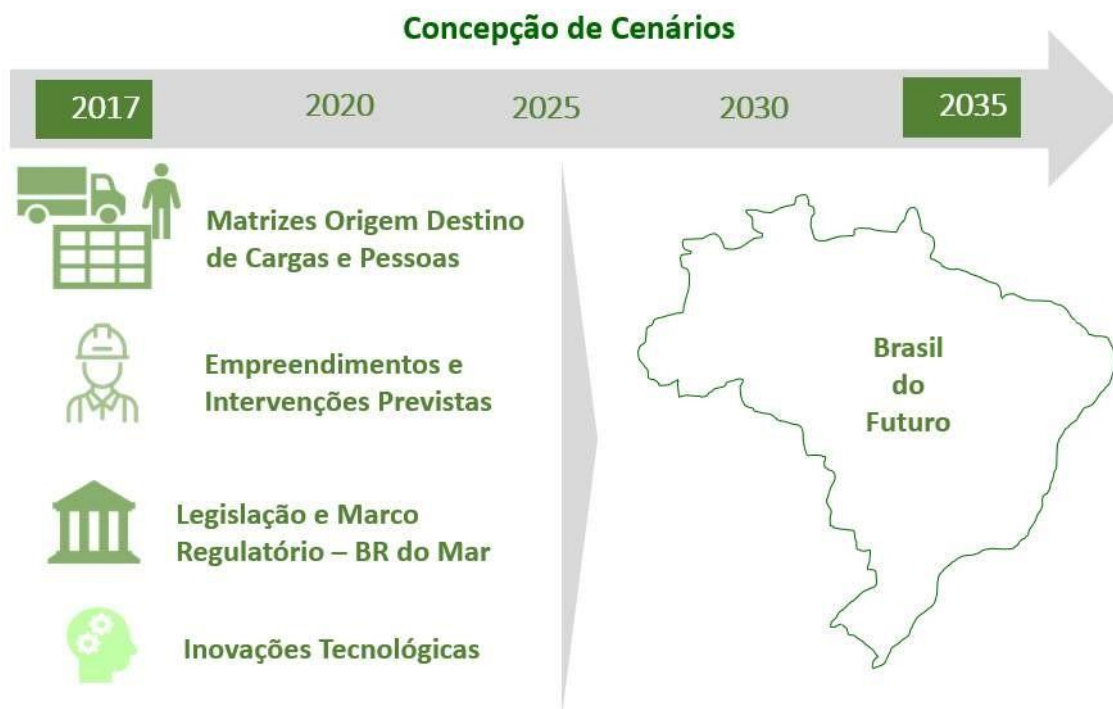 Concepção de Cenários
2017 2020 2025 2030 2035
Matrizes Origem Destino
de Cargas e Pessoas
Empreendimentos e
Intervenções Previstas
Legislação e Marco
Regulatório – BR do Mar
Inovações Tecnológicas
Brasil
do
Futuro